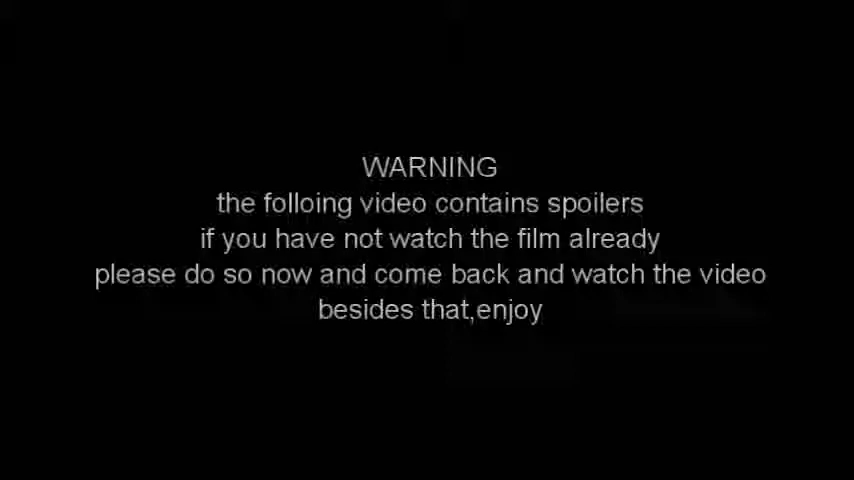 WARNING
the folloing video contains spoilers
if you have not watch the film already
please do so now and come back and watch the video
besides that,enjoy